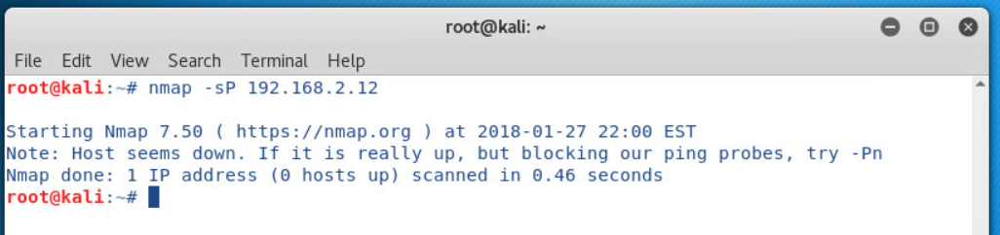 root@kali: ~
File Edit View Search Terminal Help
root@kali:~# nmap -sP 192.168.2.12
Starting Nmap 7.50 ( https://nmap.org ) at 2018-01-27 22:00 EST
Note: Host seems down. If it is really up, but blocking our ping probes, try -Pn
Nmap done: 1 IP address (0 hosts up) scanned in 0.46 seconds
root@kali:~#